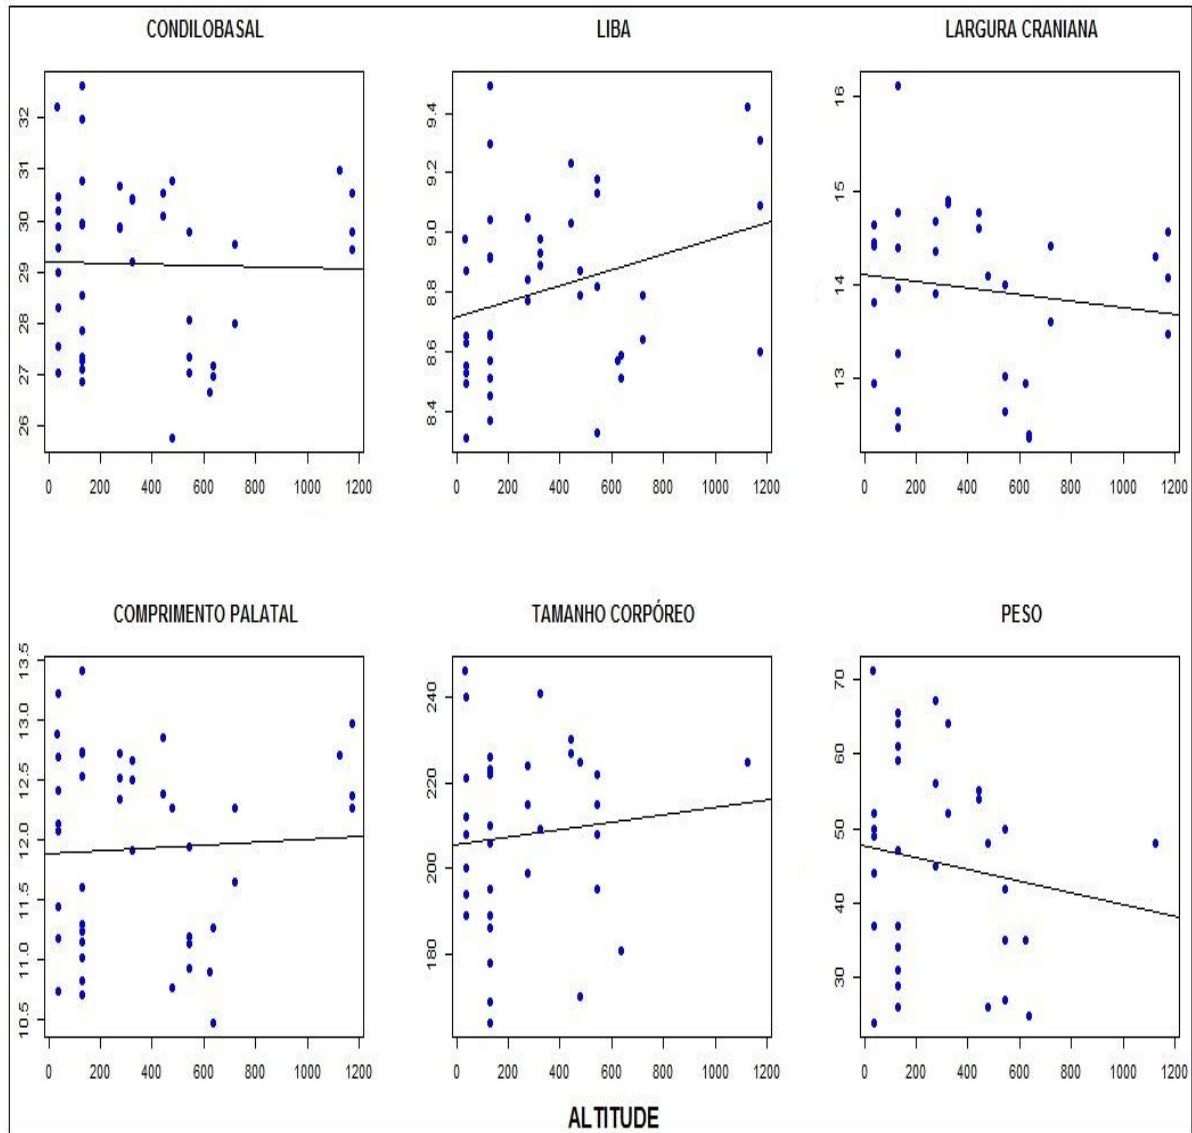 CONDILOBASAL
32
31
30
29
28
27
26
0 200 400 600 800 1000 1200
LIBA
9.4
9.2
9.0
8.8
8.6
8.4
0 200 400 600 800 1000 1200
LARGURA CRANIANA
16
15
14
13
0 200 400 600 800 1000 1200
COMPRIMENTO PALATAL
13.5
13.0
12.5
12.0
11.5
11.0
10.5
0 200 400 600 800 1000 1200
TAMANHO CORPÓREO
240
220
200
180
0 200 400 600 800 1000 1200
PESO
70
60
50
40
30
0 200 400 600 800 1000 1200
ALTITUDE